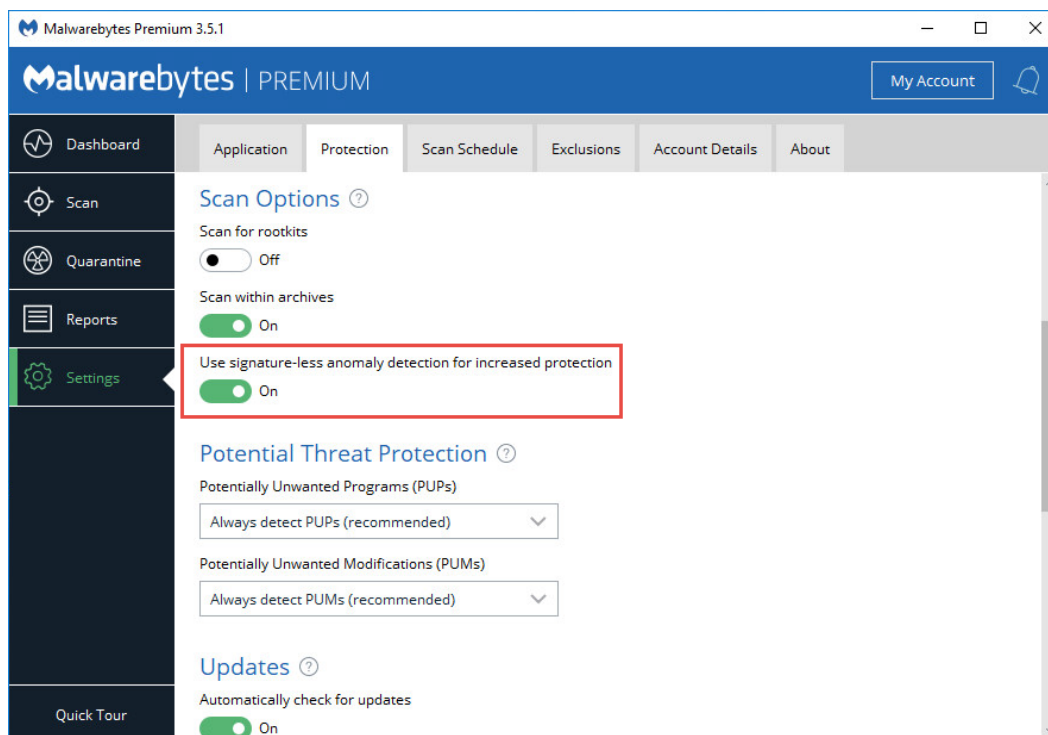 Malwarebytes Premium 3.5.1
Malwarebytes | PREMIUM
My Account
Dashboard
Scan
Quarantine
Reports
Settings
Quick Tour
Application Protection Scan Schedule Exclusions Account Details About
Scan Options ?
Scan for rootkits
Off
Scan within archives
On
Use signature-less anomaly detection for increased protection
On
Potential Threat Protection ?
Potentially Unwanted Programs (PUPs)
Always detect PUPs (recommended)
Potentially Unwanted Modifications (PUMs)
Always detect PUMs (recommended)
Updates ?
Automatically check for updates
On